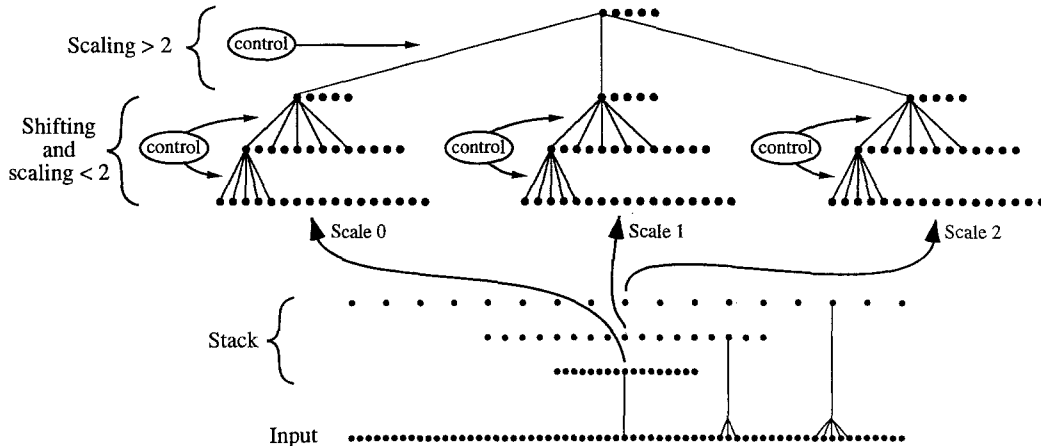 Scaling > 2
control
Shifting
and
scaling < 2
control
control
control
Scale 0
Scale 1
Scale 2
Stack
Input